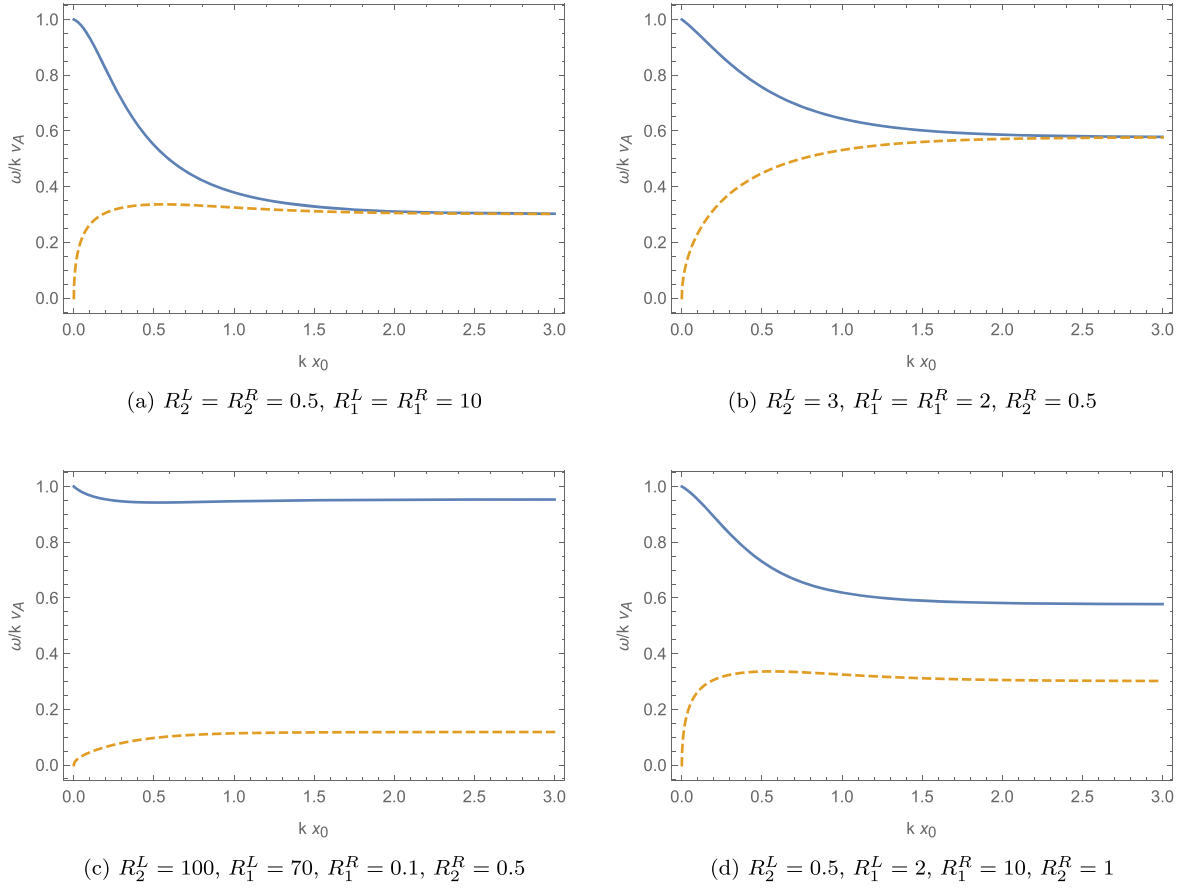 1.0
0.8
0.6
0.4
0.2
0.0
ω/k v_A
0.0 0.5 1.0 1.5 2.0 2.5 3.0
k x_0
(a) R_2^L = R_2^R = 0.5, R_1^L = R_1^R = 10
1.0
0.8
0.6
0.4
0.2
0.0
ω/k v_A
0.0 0.5 1.0 1.5 2.0 2.5 3.0
k x_0
(b) R_2^L = 3, R_1^L = R_1^R = 2, R_2^R = 0.5
1.0
0.8
0.6
0.4
0.2
0.0
ω/k v_A
0.0 0.5 1.0 1.5 2.0 2.5 3.0
k x_0
(c) R_2^L = 100, R_1^L = 70, R_1^R = 0.1, R_2^R = 0.5
1.0
0.8
0.6
0.4
0.2
0.0
ω/k v_A
0.0 0.5 1.0 1.5 2.0 2.5 3.0
k x_0
(d) R_2^L = 0.5, R_1^L = 2, R_1^R = 10, R_2^R = 1